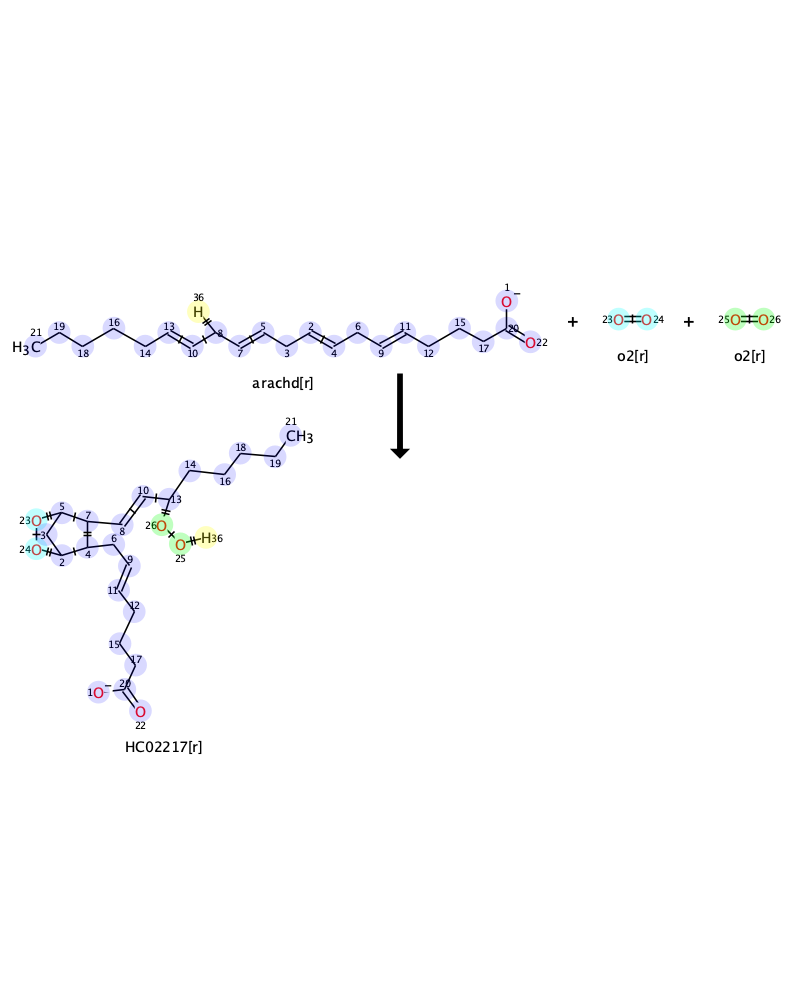 36
H
1
O−
21 19 16 13 8 5 2 6 11 15 20
H3C 18 14 10 7 3 4 9 12 17 O22
+ 23O O24 + 25O O26
arachd[r] o2[r] o2[r]
21
CH3
18
14 19
16
10 13
5 7 8
23O 26O
3 6 O H36
24O 25
2 4 9
11
12
15
17
20
1O−
O
22
HC02217[r]